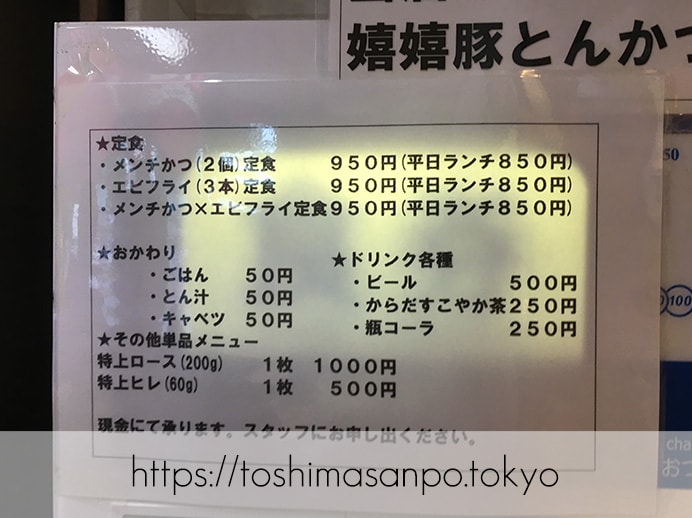 嬉嬉豚とんかつ
★定食
・メンチかつ(2個)定食 950円(平日ランチ850円)
・エビフライ(3本)定食 950円(平日ランチ850円)
・メンチかつ×エビフライ定食950円(平日ランチ850円)
★おかわり
・ごはん 50円
・とん汁 50円
・キャベツ 50円
★ドリンク各種
・ビール 500円
・からだすこやか茶250円
・瓶コーラ 250円
★その他単品メニュー
特上ロース(200g) 1枚 1000円
特上ヒレ(60g) 1枚 500円
現金にて承ります。スタッフにお申し出ください。
50
100
cha
おつ
https://toshimasanpo.tokyo